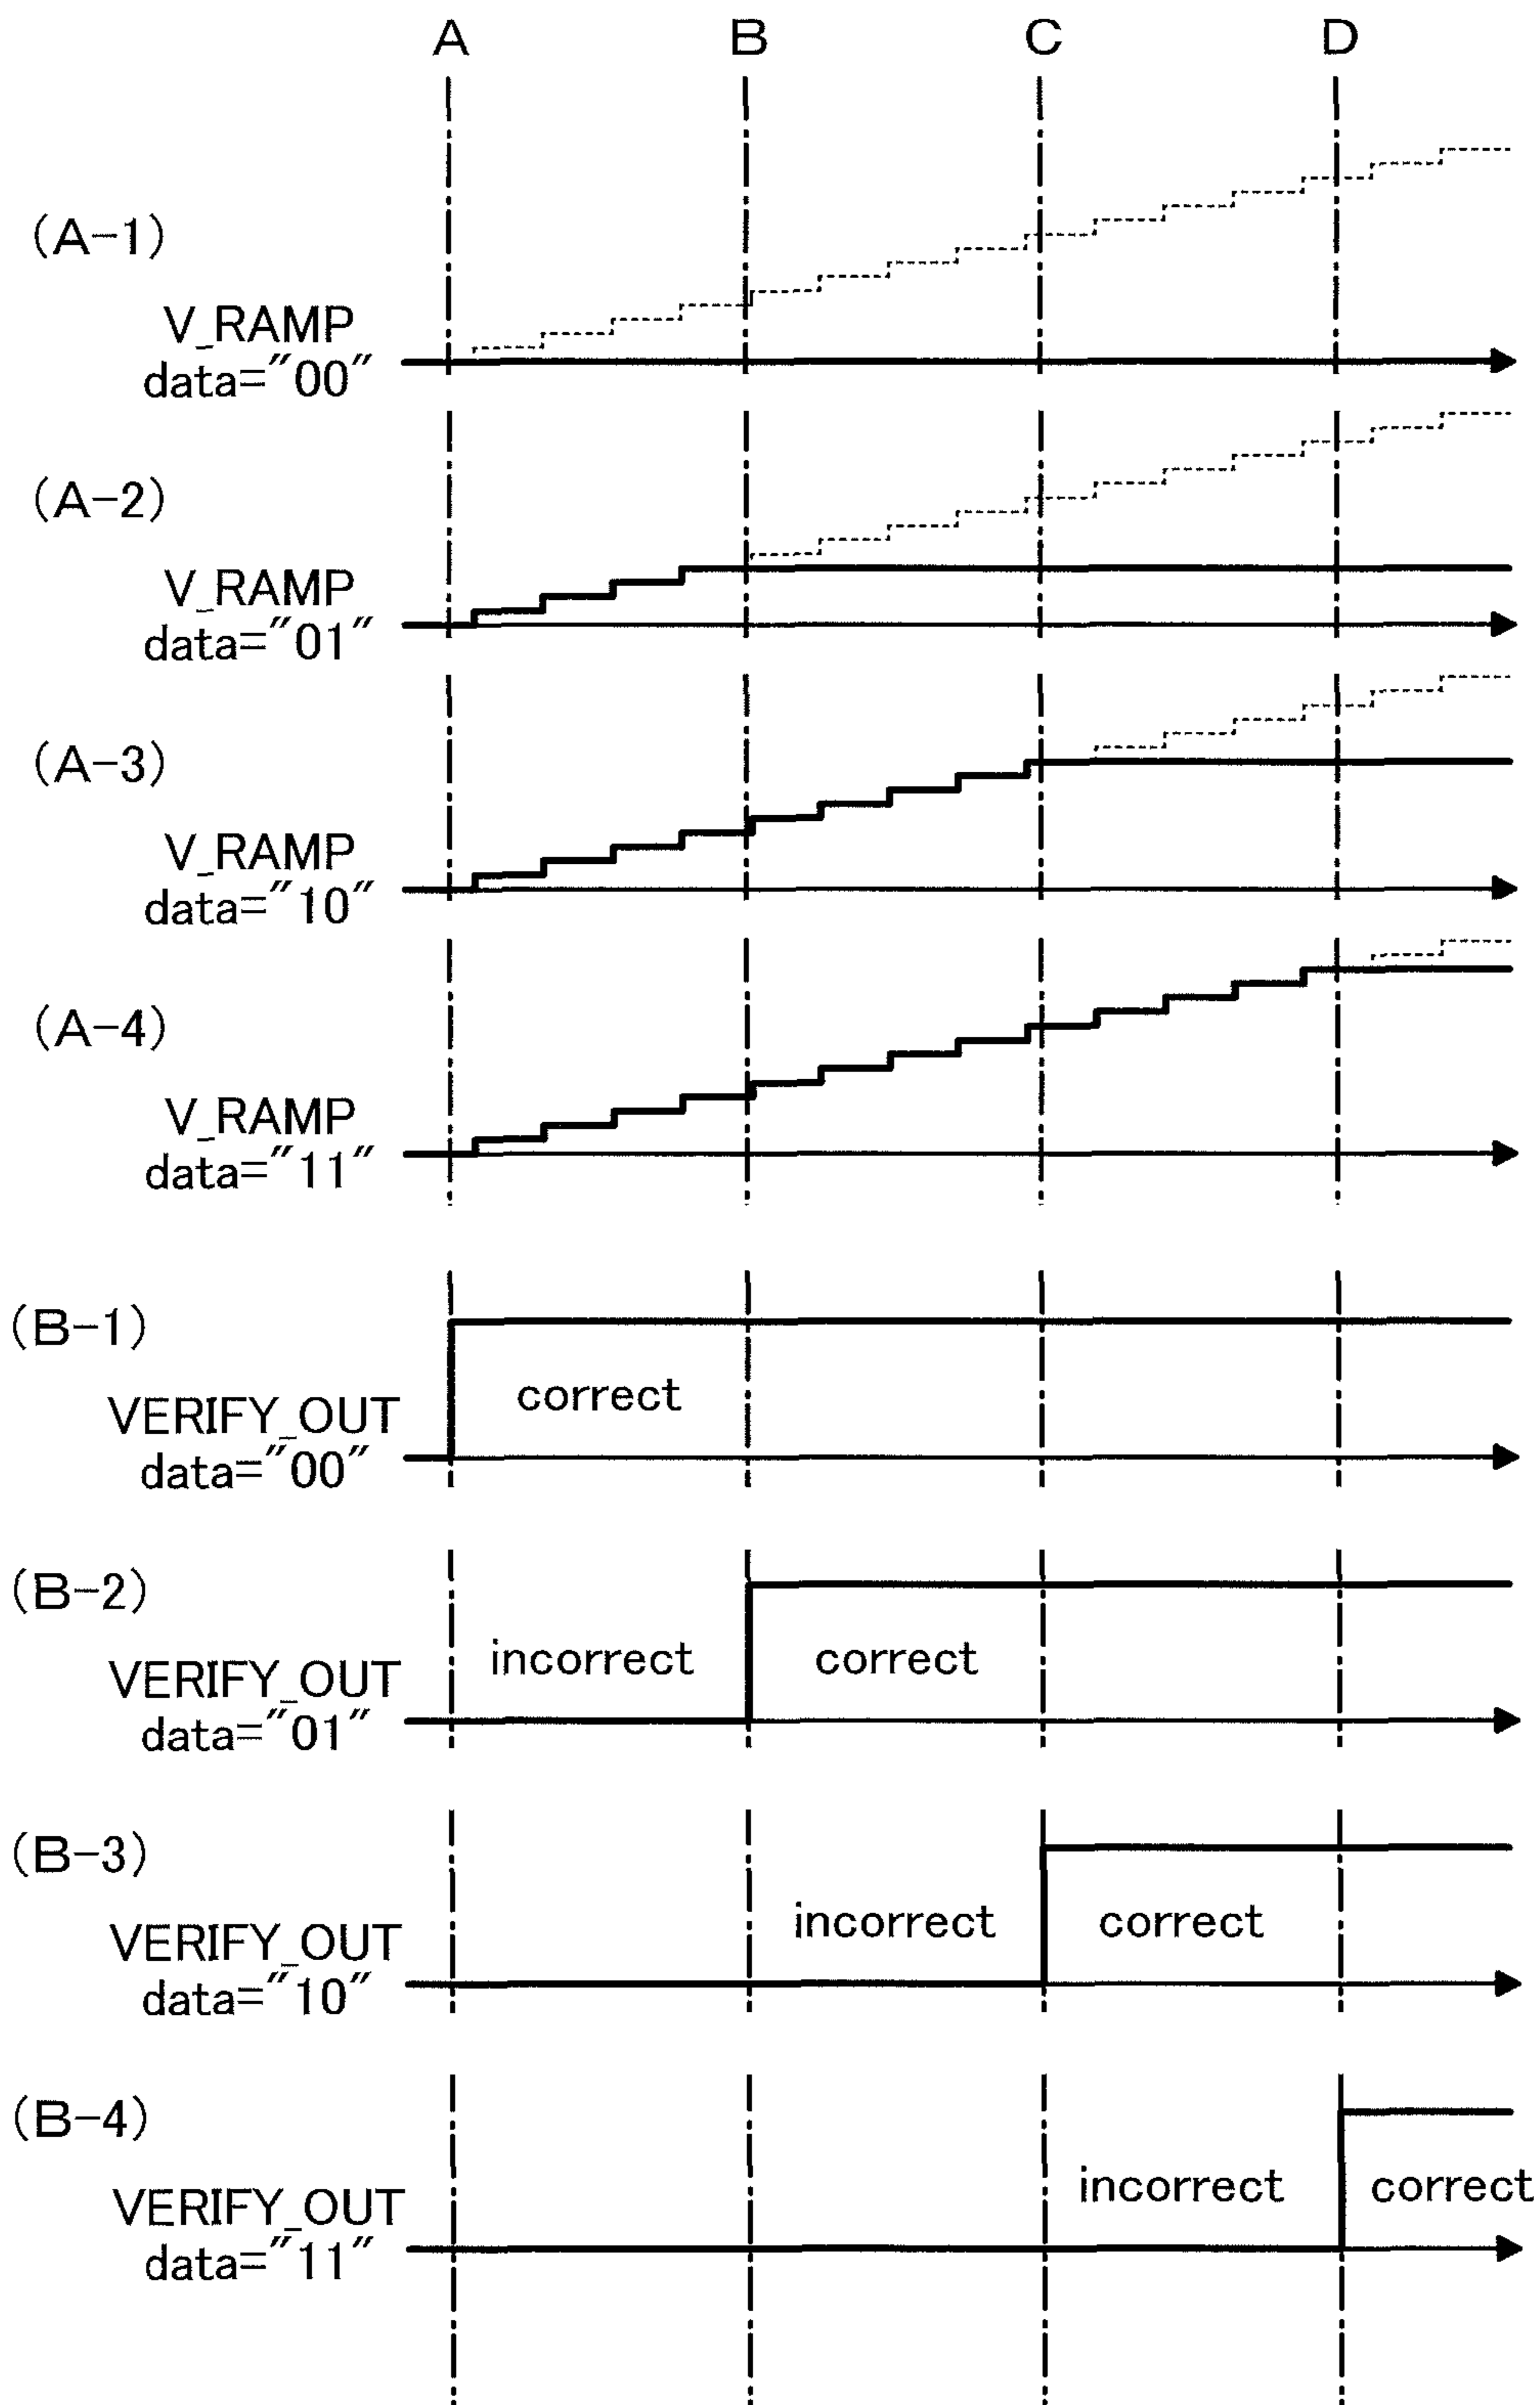 A B C D
(A-1)
V_RAMP
data="00"
(A-2)
V_RAMP
data="01"
(A-3)
V_RAMP
data="10"
(A-4)
V_RAMP
data="11"
(B-1)
correct
VERIFY_OUT
data="00"
(B-2)
incorrect correct
VERIFY_OUT
data="01"
(B-3)
incorrect correct
VERIFY_OUT
data="10"
(B-4)
incorrect correct
VERIFY_OUT
data="11"